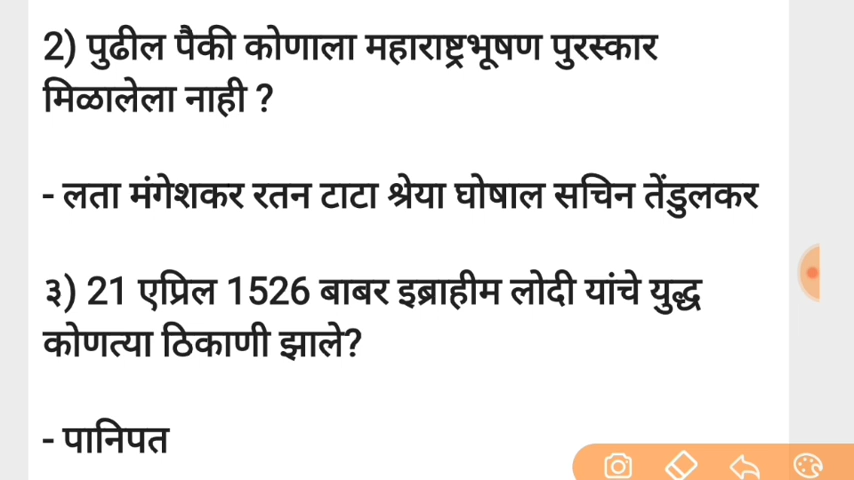 2) पुढील पैकी कोणाला महाराष्ट्रभूषण पुरस्कार
मिळालेला नाही ?
- लता मंगेशकर रतन टाटा श्रेया घोषाल सचिन तेंडुलकर
३) 21 एप्रिल 1526 बाबर इब्राहीम लोदी यांचे युद्ध
कोणत्या ठिकाणी झाले?
- पानिपत